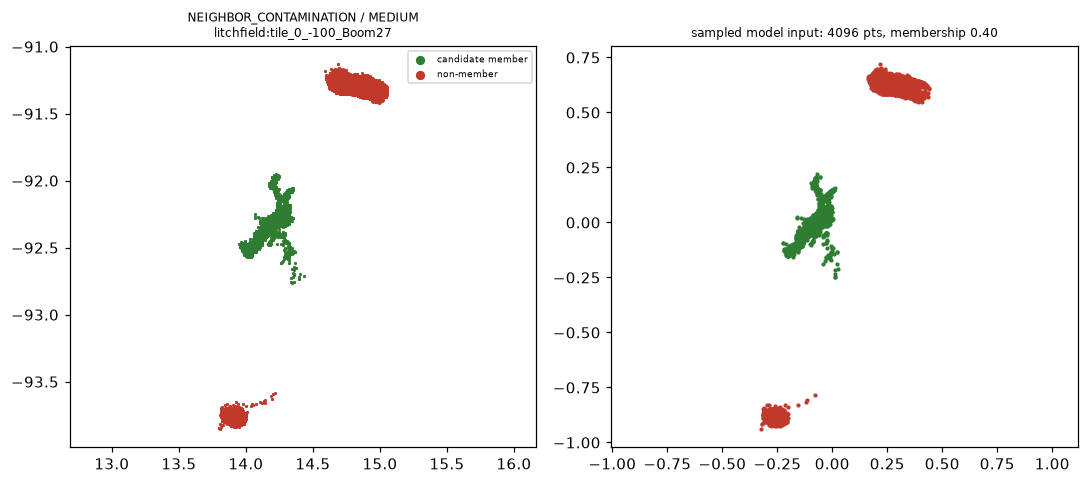 NEIGHBOR_CONTAMINATION / MEDIUM
litchfield:tile_0_-100_Boom27
candidate member
non-member
−91.0
−91.5
−92.0
−92.5
−93.0
−93.5
13.0 13.5 14.0 14.5 15.0 15.5 16.0
sampled model input: 4096 pts, membership 0.40
0.75
0.50
0.25
0.00
−0.25
−0.50
−0.75
−1.00
−1.00 −0.75 −0.50 −0.25 0.00 0.25 0.50 0.75 1.00